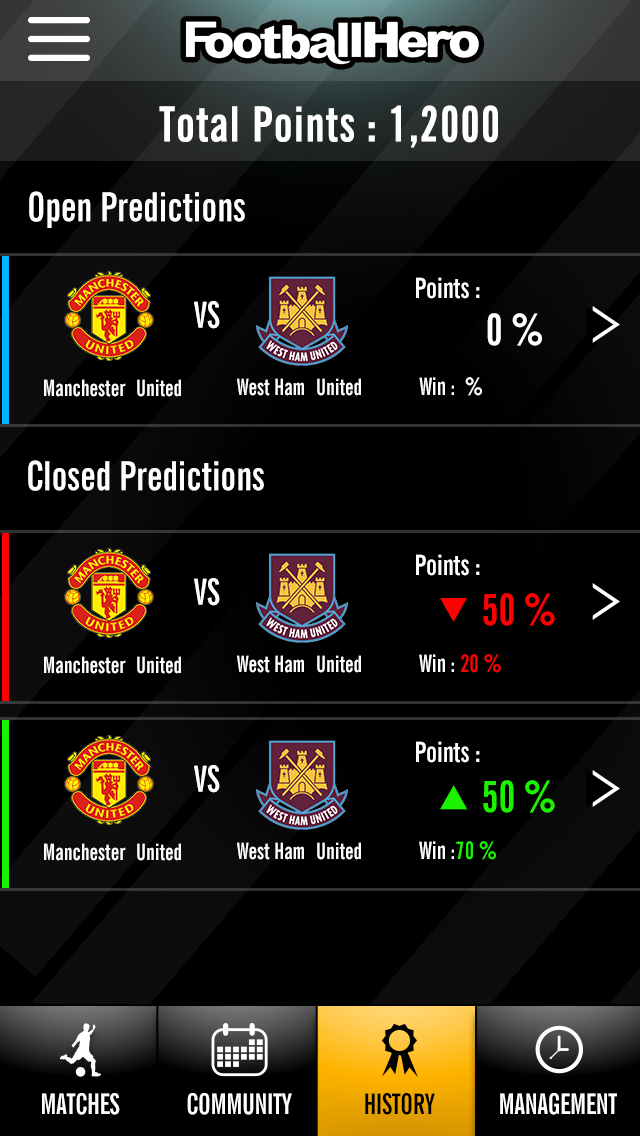 FootballHero
Total Points : 1,2000
Open Predictions
MANCHESTER
UNITED
VS
WEST HAM UNITED
Points :
0 %
Manchester United
West Ham United
Win : %
Closed Predictions
MANCHESTER
UNITED
VS
WEST HAM UNITED
Points :
50 %
Manchester United
West Ham United
Win : 20 %
MANCHESTER
UNITED
VS
WEST HAM UNITED
Points :
50 %
Manchester United
West Ham United
Win :70 %
MATCHES
COMMUNITY
HISTORY
MANAGEMENT